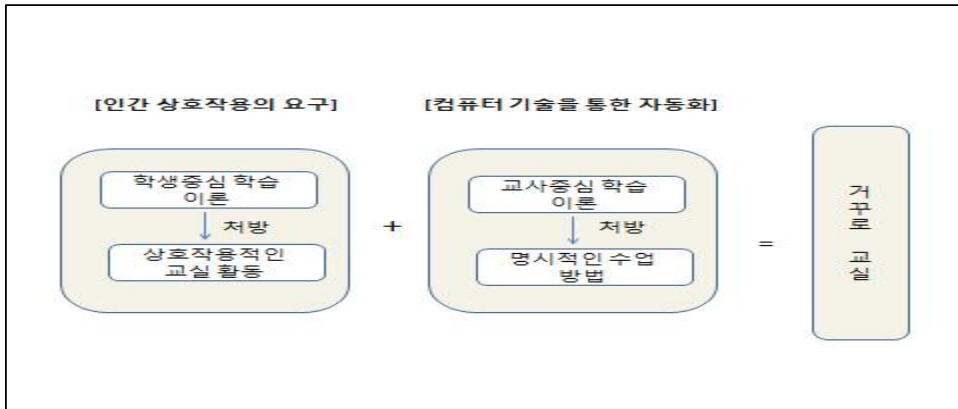 [인간 상호작용의 요구]
[컴퓨터 기술을 통한 자동화]
학생중심 학습
이론
처방
상호작용적인
교실 활동
+
교사중심 학습
이론
처방
명시적인 수업
방법
=
거꾸로 교실